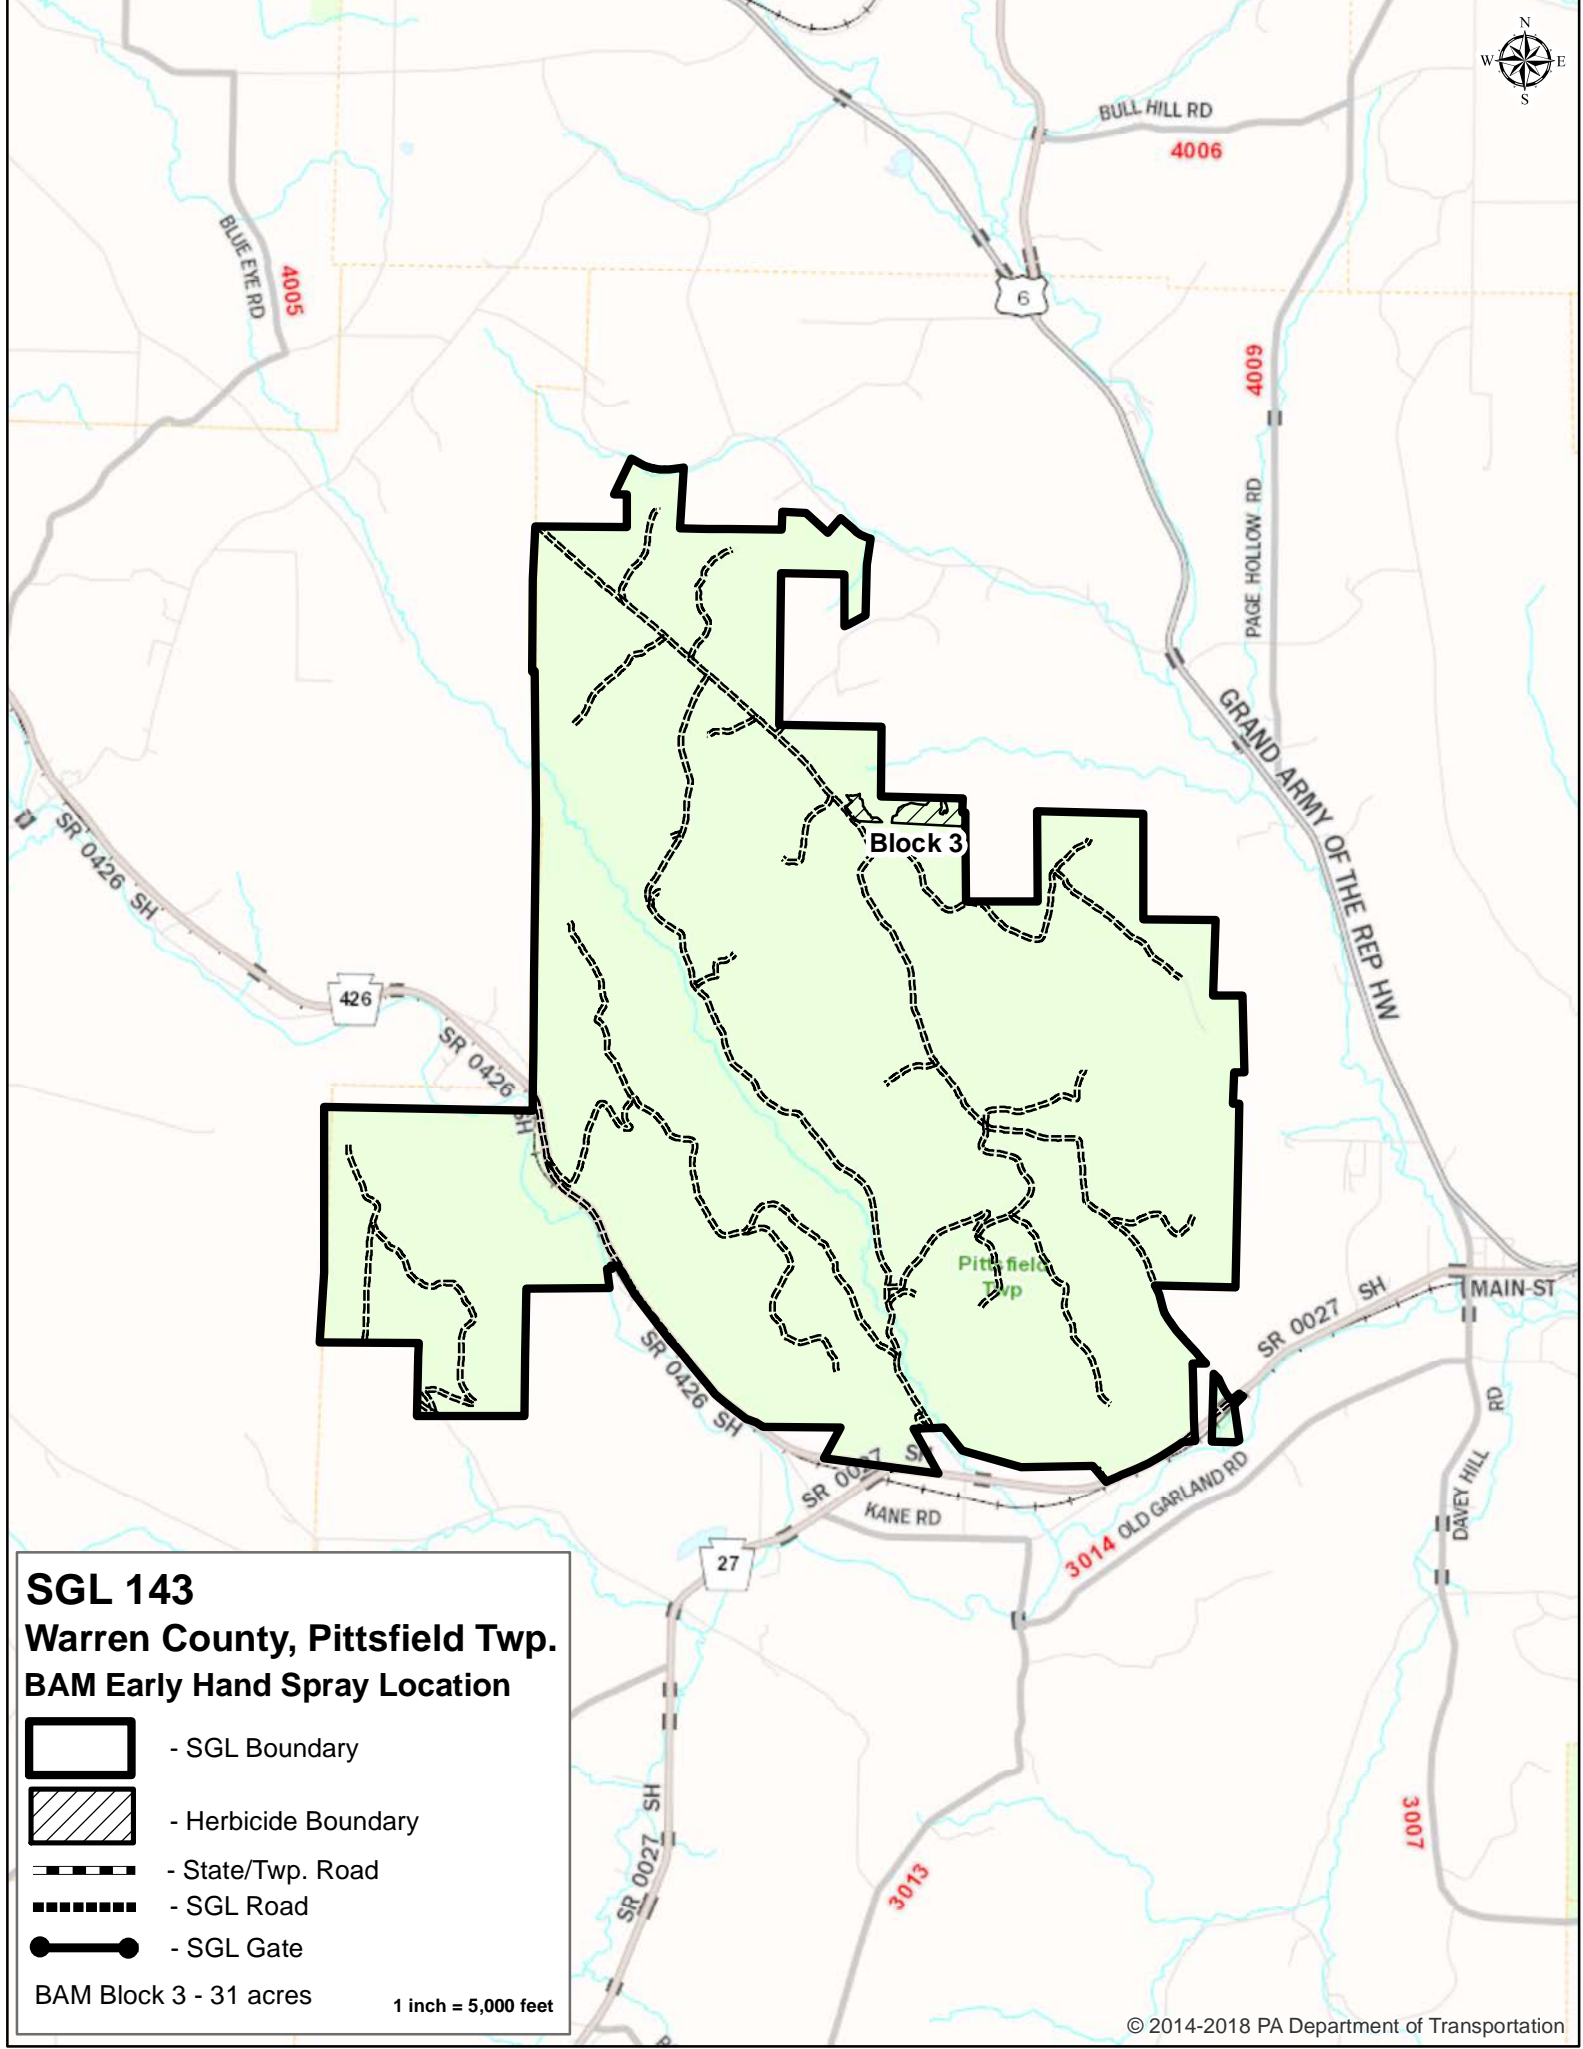 N
W E
S
BULL HILL RD
4006
BLUE EYE RD
4005
6
4009
PAGE HOLLOW RD
GRAND ARMY OF THE REP HW
Block 3
SR 0426 SH
426
SR 0426 SH
Pittsfield
Twp
MAIN ST
SR 0027 SH
SR 0426 SH
SR 0027 SH
KANE RD
3014 OLD GARLAND RD
DAVEY HILL RD
27
SGL 143
Warren County, Pittsfield Twp.
BAM Early Hand Spray Location
- SGL Boundary
- Herbicide Boundary
- State/Twp. Road
- SGL Road
- SGL Gate
BAM Block 3 - 31 acres
1 inch = 5,000 feet
SR 0027 SH
3013
3007
© 2014-2018 PA Department of Transportation